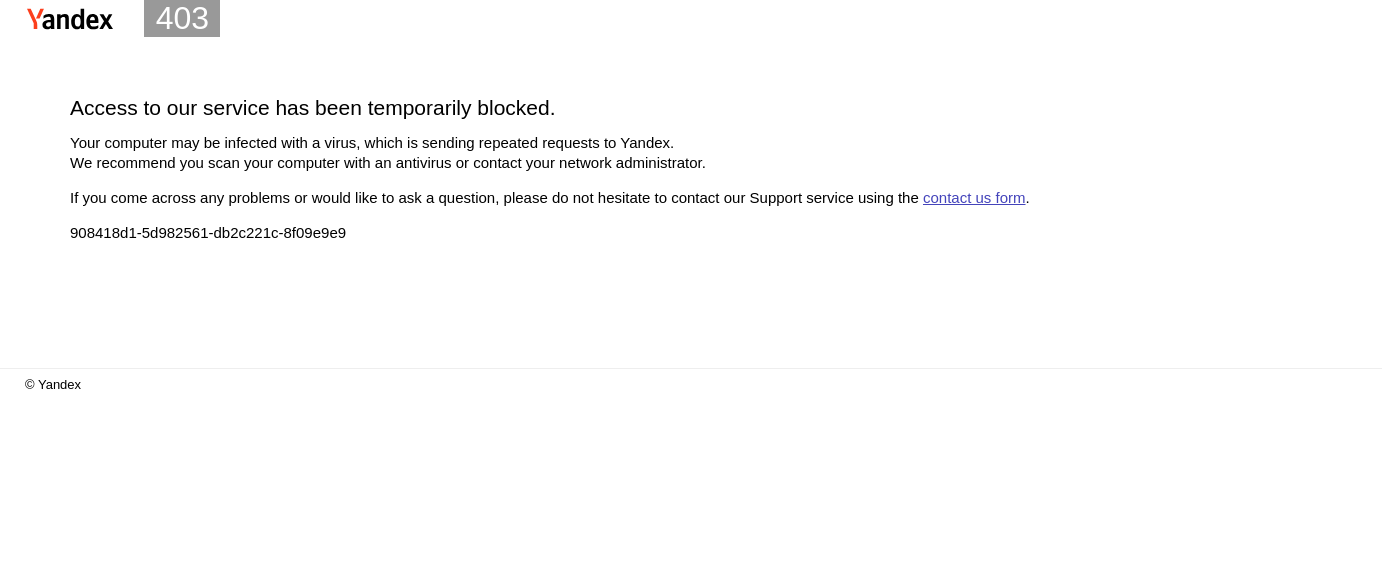 Yandex 403
Access to our service has been temporarily blocked.
Your computer may be infected with a virus, which is sending repeated requests to Yandex.
We recommend you scan your computer with an antivirus or contact your network administrator.
If you come across any problems or would like to ask a question, please do not hesitate to contact our Support service using the contact us form.
908418d1-5d982561-db2c221c-8f09e9e9
© Yandex